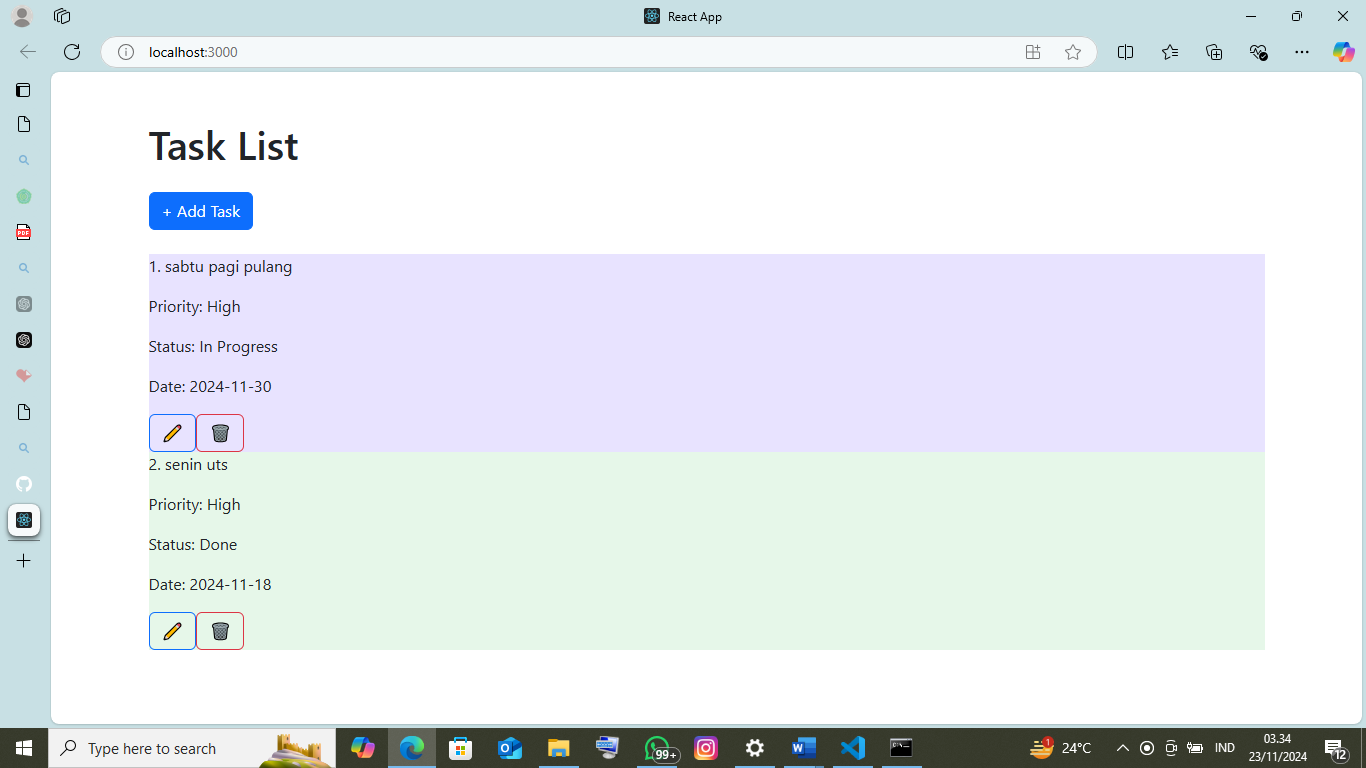 React App
localhost:3000
Task List
+ Add Task
1. sabtu pagi pulang
Priority: High
Status: In Progress
Date: 2024-11-30
2. senin uts
Priority: High
Status: Done
Date: 2024-11-18
PDF
Type here to search
99+
1
24°C
IND
03.34
23/11/2024
12